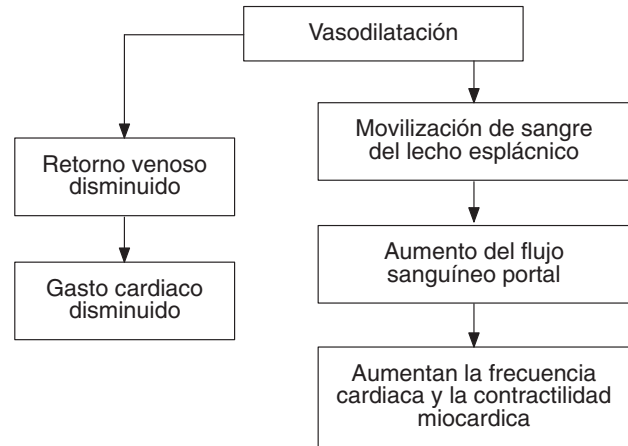 Vasodilatación
Retorno venoso
disminuido
Gasto cardiaco
disminuido
Movilización de sangre
del lecho esplácnico
Aumento del flujo
sanguíneo portal
Aumentan la frecuencia
cardiaca y la contractilidad
miocardica